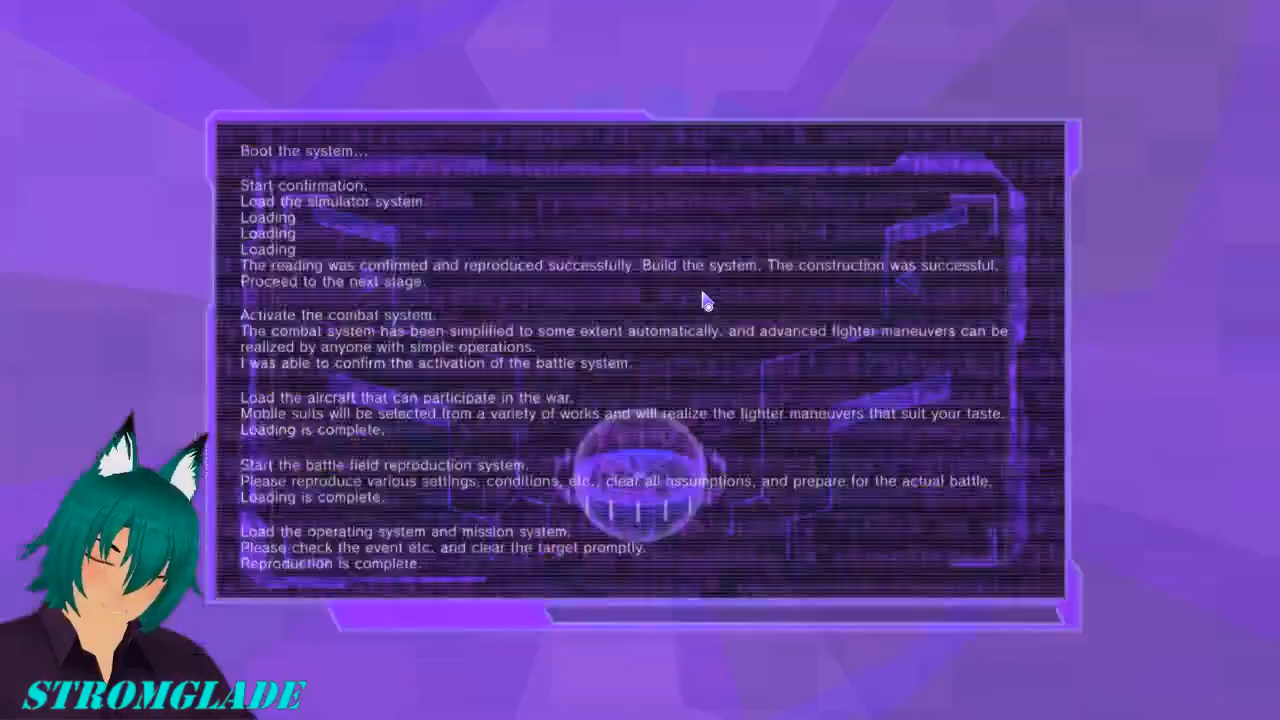 Boot the system...
Start confirmation.
Load the simulator system
Loading
Loading
Loading
The reading was confirmed and reproduced successfully. Build the system. The construction was successful.
Proceed to the next stage.
Activate the combat system.
The combat system has been simplified to some extent automatically, and advanced fighter maneuvers can be
realized by anyone with simple operations.
I was able to confirm the activation of the battle system.
Load the aircraft that can participate in the war.
Mobile suits will be selected from a variety of works and will realize the fighter maneuvers that suit your taste.
Loading is complete.
Start the battle field reproduction system.
Please reproduce various settings, conditions, etc., clear all assumptions, and prepare for the actual battle.
Loading is complete.
Load the operating system and mission system.
Please check the event etc. and clear the target promptly.
Reproduction is complete.
STROMGLADE